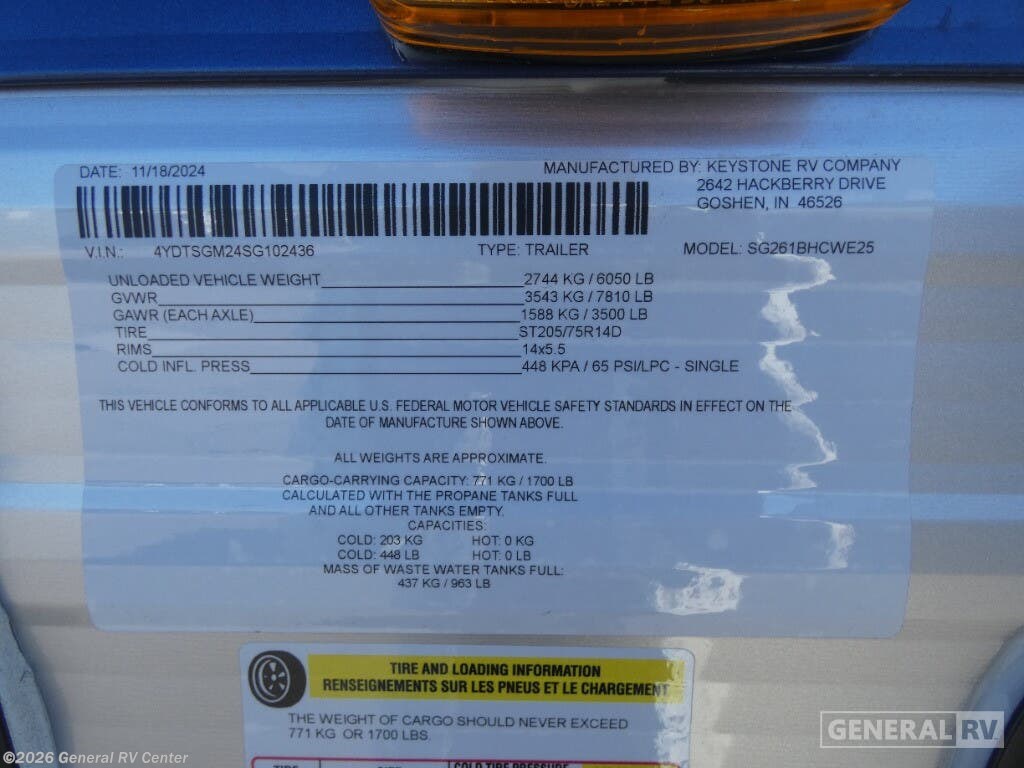 DATE: 11/18/2024
MANUFACTURED BY: KEYSTONE RV COMPANY
2642 HACKBERRY DRIVE
GOSHEN, IN 46526
V.I.N.: 4YDTSGM24SG102436 TYPE: TRAILER MODEL: SG261BHCWE25
UNLOADED VEHICLE WEIGHT 2744 KG / 6050 LB
GVWR 3543 KG / 7810 LB
GAWR (EACH AXLE) 1588 KG / 3500 LB
TIRE ST205/75R14D
RIMS 14x5.5
COLD INFL. PRESS 448 KPA / 65 PSI/LPC - SINGLE
THIS VEHICLE CONFORMS TO ALL APPLICABLE U.S. FEDERAL MOTOR VEHICLE SAFETY STANDARDS IN EFFECT ON THE
DATE OF MANUFACTURE SHOWN ABOVE.
ALL WEIGHTS ARE APPROXIMATE.
CARGO-CARRYING CAPACITY: 771 KG / 1700 LB
CALCULATED WITH THE PROPANE TANKS FULL
AND ALL OTHER TANKS EMPTY.
CAPACITIES:
COLD: 203 KG HOT: 0 KG
COLD: 448 LB HOT: 0 LB
MASS OF WASTE WATER TANKS FULL:
437 KG / 963 LB
TIRE AND LOADING INFORMATION
RENSEIGNEMENTS SUR LES PNEUS ET LE CHARGEMENT
THE WEIGHT OF CARGO SHOULD NEVER EXCEED
771 KG OR 1700 LBS.
TIRE SIZE COLD TIRE PRESSURE
GENERAL RV
©2026 General RV Center